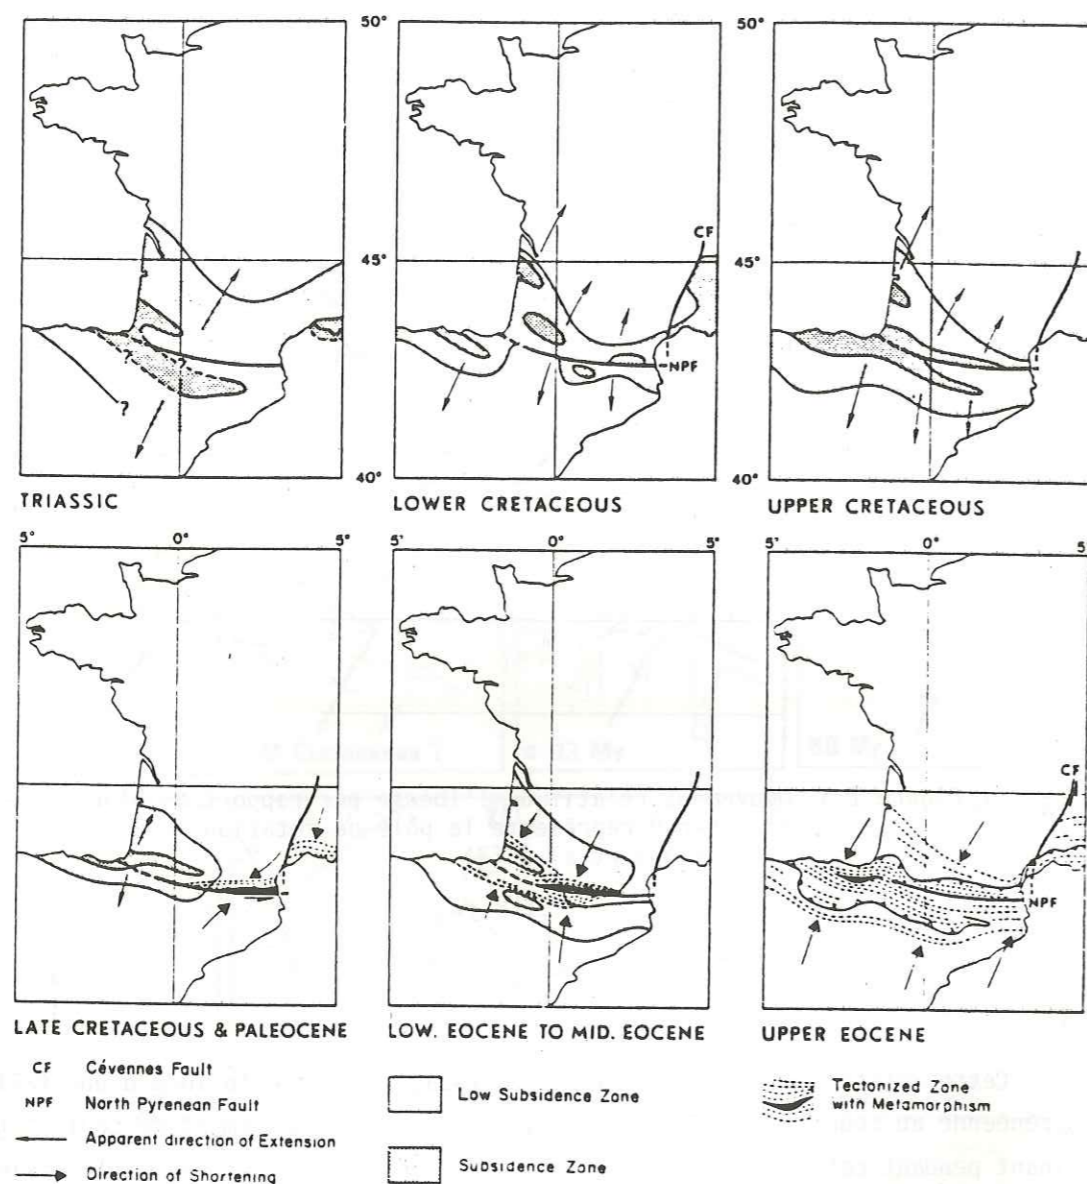 50°
50°
CF
45°
45°
?
?
?
NPF
40°
40°
TRIASSIC
LOWER CRETACEOUS
UPPER CRETACEOUS
5°
0°
5°
5°
0°
5°
5'
0°
5
CF
NPF
LATE CRETACEOUS & PALEOCENE
LOW. EOCENE TO MID. EOCENE
UPPER EOCENE
CF Cévennes Fault
NPF North Pyrenean Fault
Apparent direction of Extension
Direction of Shortening
Low Subsidence Zone
Subsidence Zone
Tectonized Zone
with Metamorphism